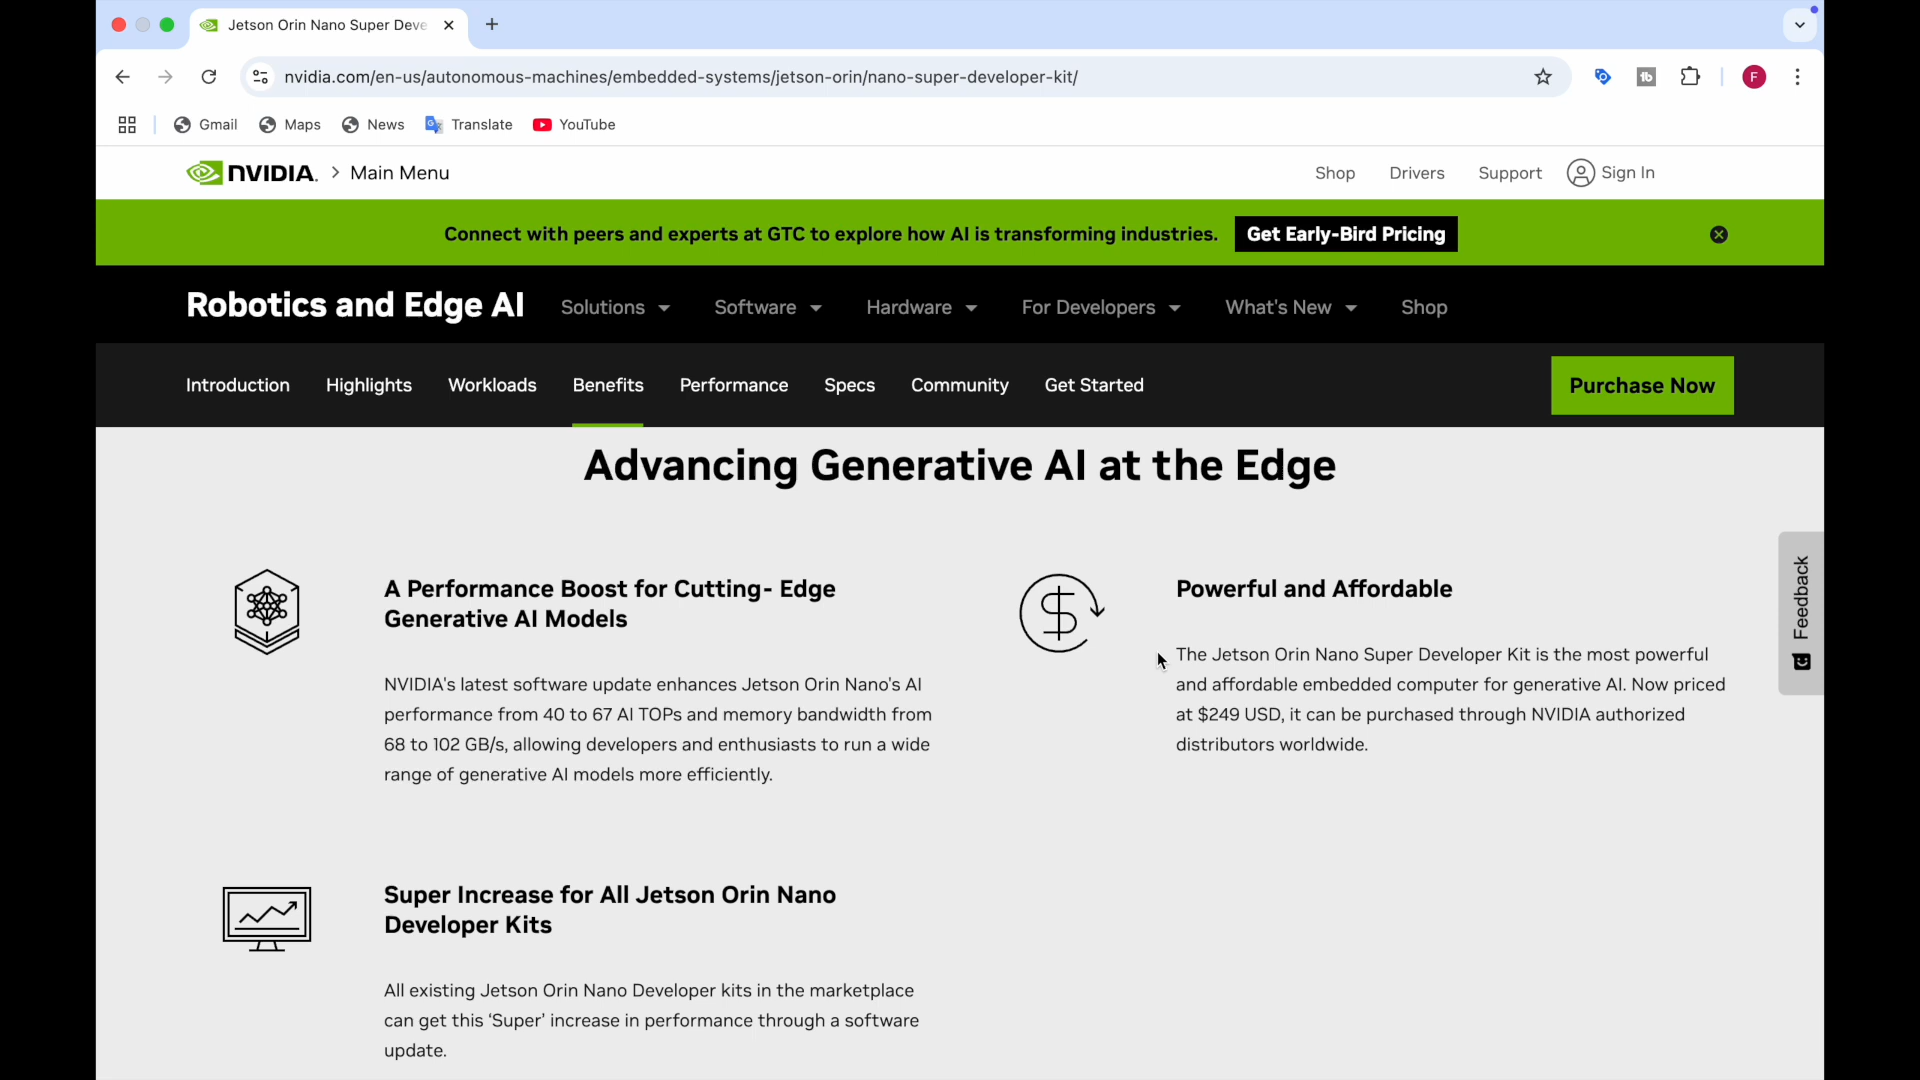 Jetson Orin Nano Super Deve
nvidia.com/en-us/autonomous-machines/embedded-systems/jetson-orin/nano-super-developer-kit/
F
Gmail
Maps
News
Translate
YouTube
NVIDIA.
Main Menu
Shop
Drivers
Support
Sign In
Connect with peers and experts at GTC to explore how AI is transforming industries.
Get Early-Bird Pricing
Robotics and Edge AI
Solutions
Software
Hardware
For Developers
What's New
Shop
Introduction
Highlights
Workloads
Benefits
Performance
Specs
Community
Get Started
Purchase Now
Advancing Generative AI at the Edge
A Performance Boost for Cutting- Edge
Generative AI Models
NVIDIA's latest software update enhances Jetson Orin Nano's AI
performance from 40 to 67 AI TOPs and memory bandwidth from
68 to 102 GB/s, allowing developers and enthusiasts to run a wide
range of generative AI models more efficiently.
Powerful and Affordable
The Jetson Orin Nano Super Developer Kit is the most powerful
and affordable embedded computer for generative AI. Now priced
at $249 USD, it can be purchased through NVIDIA authorized
distributors worldwide.
Super Increase for All Jetson Orin Nano
Developer Kits
All existing Jetson Orin Nano Developer kits in the marketplace
can get this ‘Super’ increase in performance through a software
update.
Feedback